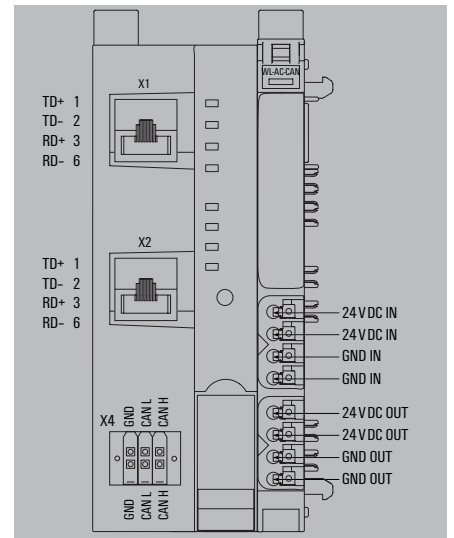 X1
WL-AC-CAN
TD+ 1
TD- 2
RD+ 3
RD- 6
X2
TD+ 1
TD- 2
RD+ 3
RD- 6
24 V DC IN
24 V DC IN
GND IN
GND IN
24 V DC OUT
24 V DC OUT
GND OUT
GND OUT
X4
GND
CAN L
CAN H
GND
CAN L
CAN H